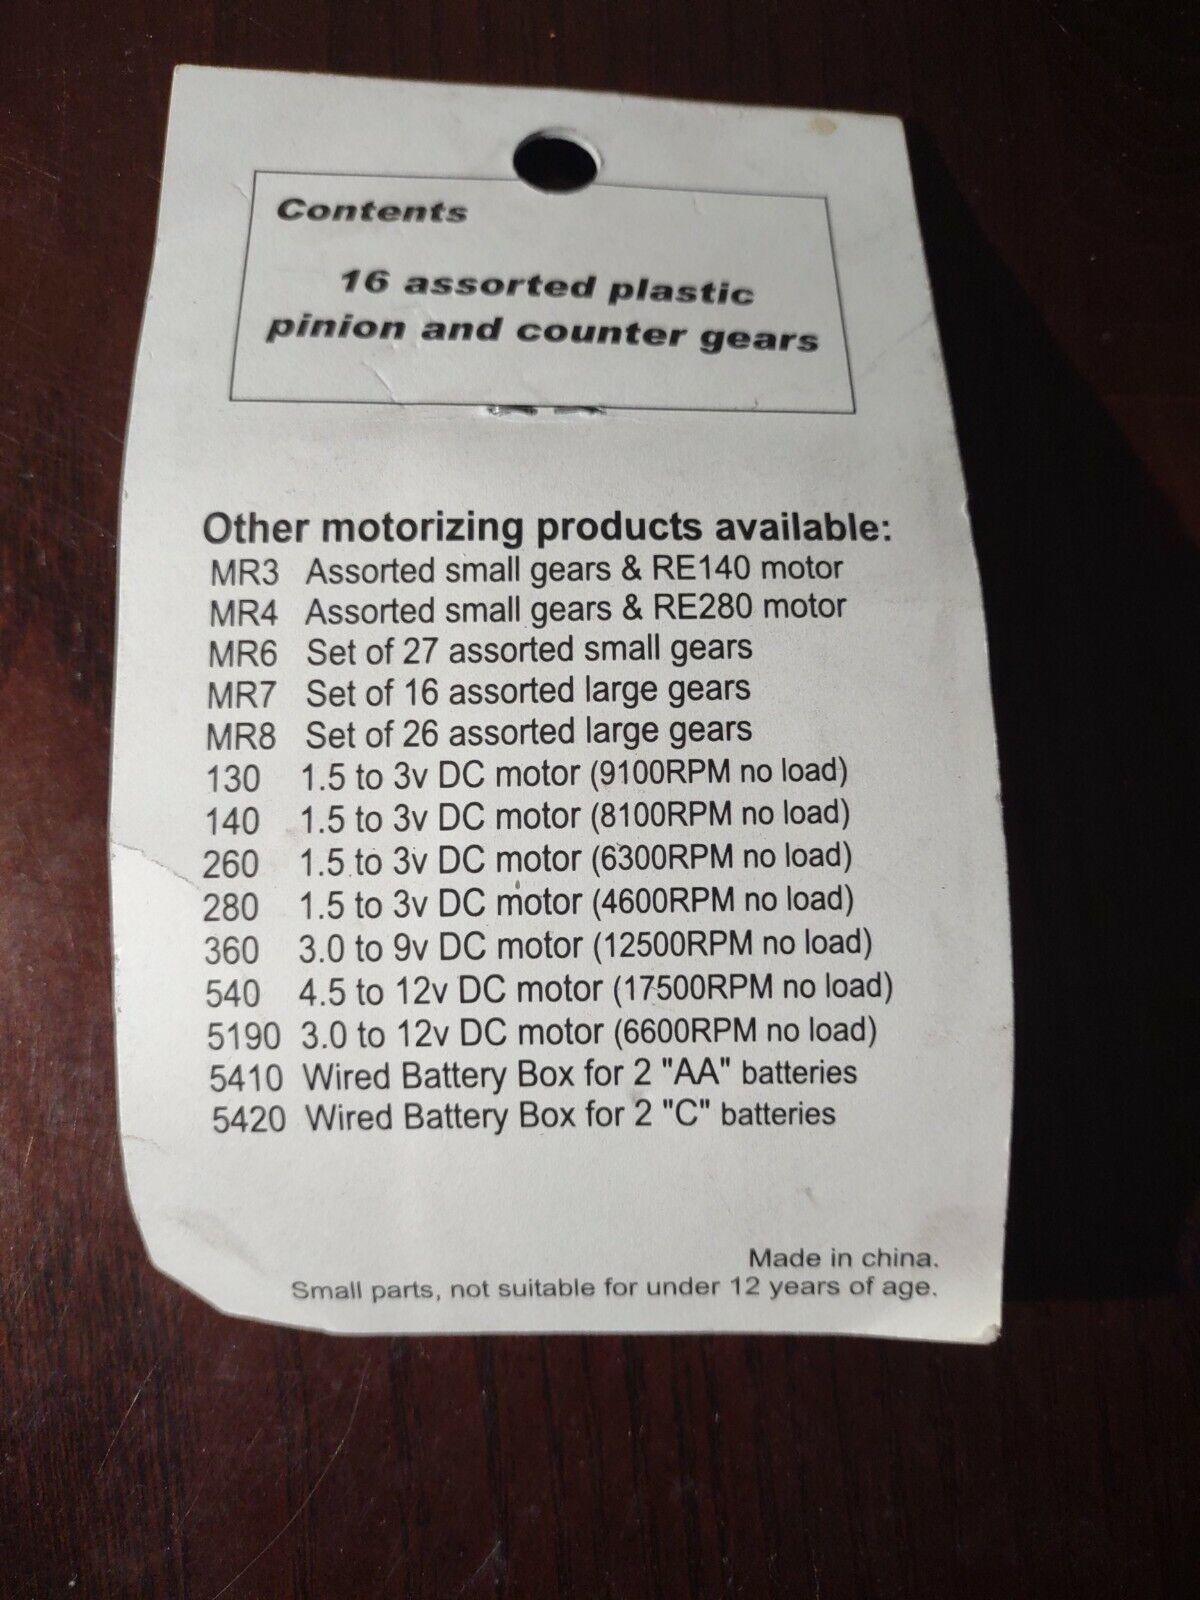 Contents
16 assorted plastic
pinion and counter gears
Other motorizing products available:
MR3 Assorted small gears & RE140 motor
MR4 Assorted small gears & RE280 motor
MR6 Set of 27 assorted small gears
MR7 Set of 16 assorted large gears
MR8 Set of 26 assorted large gears
130 1.5 to 3v DC motor (9100RPM no load)
140 1.5 to 3v DC motor (8100RPM no load)
260 1.5 to 3v DC motor (6300RPM no load)
280 1.5 to 3v DC motor (4600RPM no load)
360 3.0 to 9v DC motor (12500RPM no load)
540 4.5 to 12v DC motor (17500RPM no load)
5190 3.0 to 12v DC motor (6600RPM no load)
5410 Wired Battery Box for 2 "AA" batteries
5420 Wired Battery Box for 2 "C" batteries
Made in china.
Small parts, not suitable for under 12 years of age.